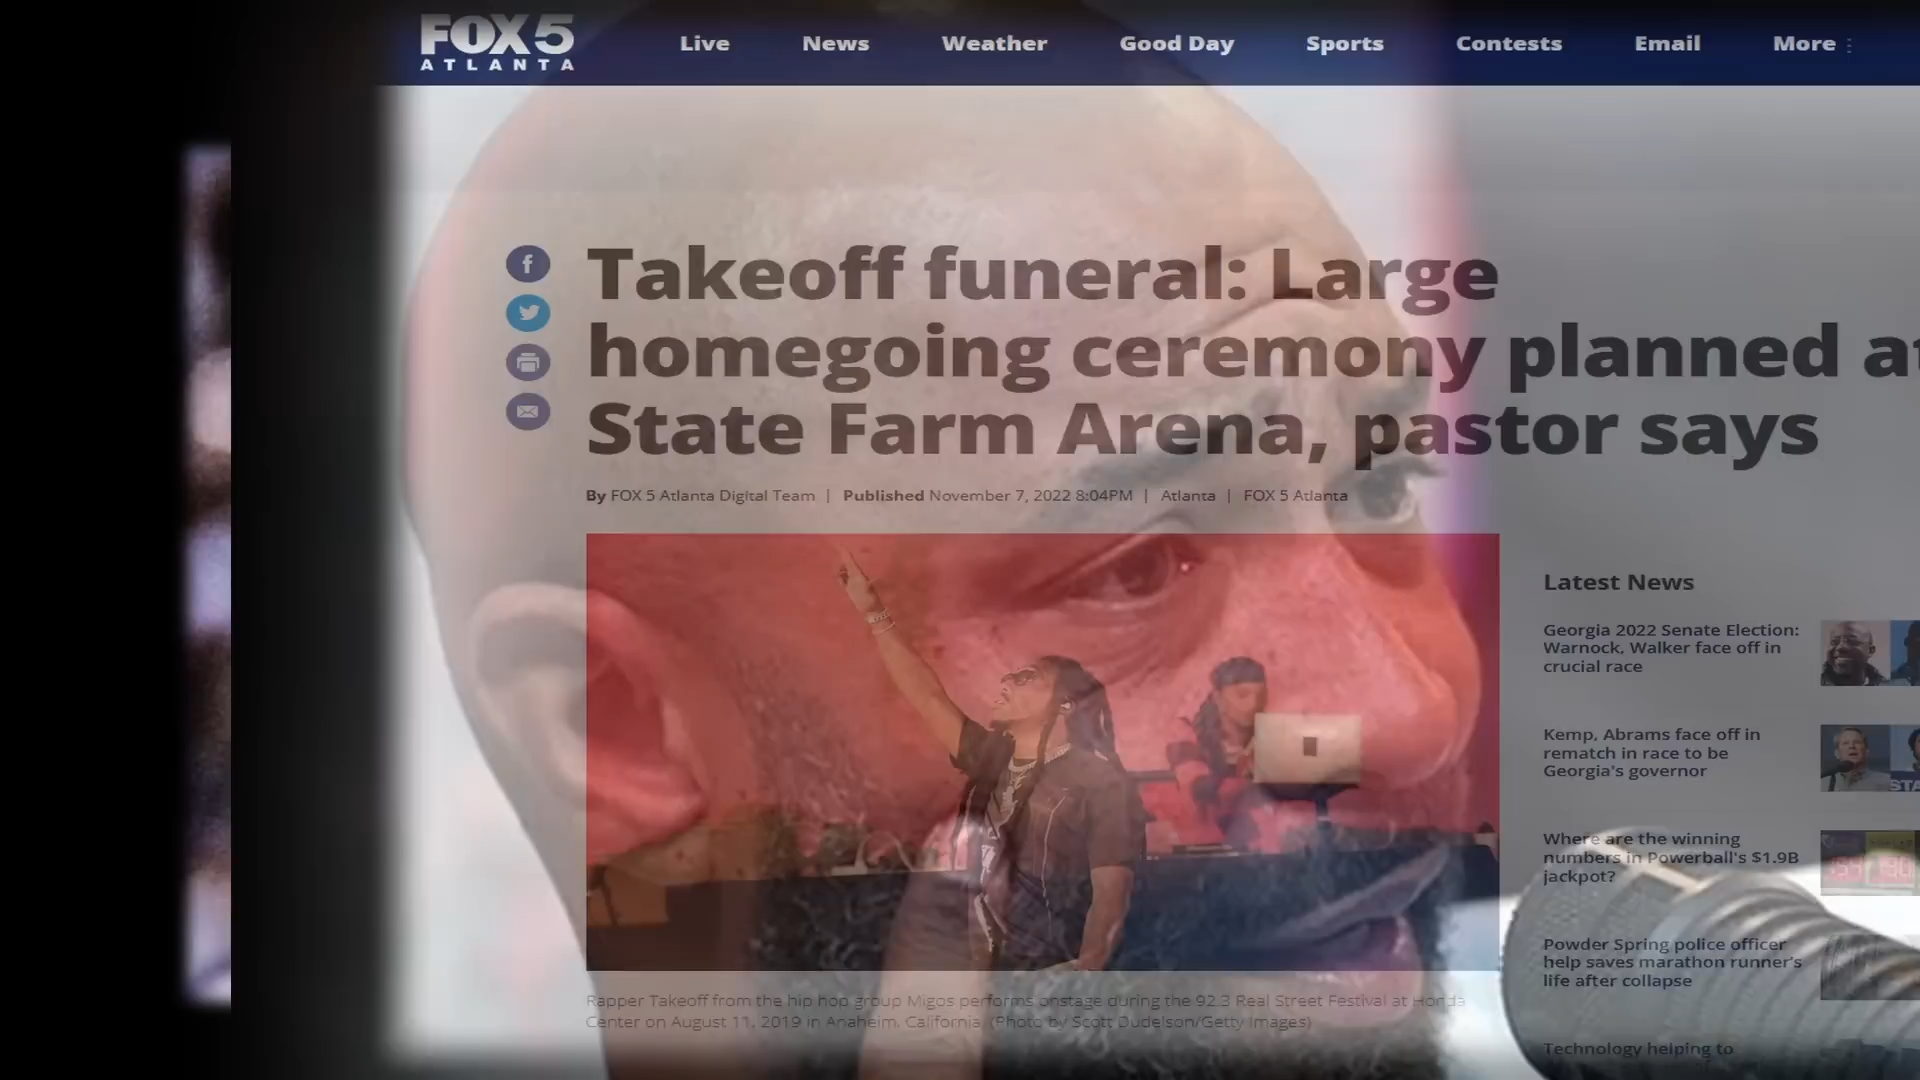 FOX 5
ATLANTA
Live News Weather Good Day Sports Contests Email More
Takeoff funeral: Large
homegoing ceremony planned at
State Farm Arena, pastor says
By FOX 5 Atlanta Digital Team | Published November 7, 2022 8:04PM | Atlanta | FOX 5 Atlanta
Rapper Takeoff from the hip hop group Migos performs onstage during the 92.3 Real Street Festival at Honda
Center on August 11, 2019 in Anaheim, California. (Photo by Scott Dudelson/Getty Images)
Latest News
Georgia 2022 Senate Election:
Warnock, Walker face off in
crucial race
Kemp, Abrams face off in
rematch in race to be
Georgia's governor
Where are the winning
numbers in Powerball's $1.9B
jackpot?
Powder Spring police officer
help saves marathon runner's
life after collapse
Technology helping to